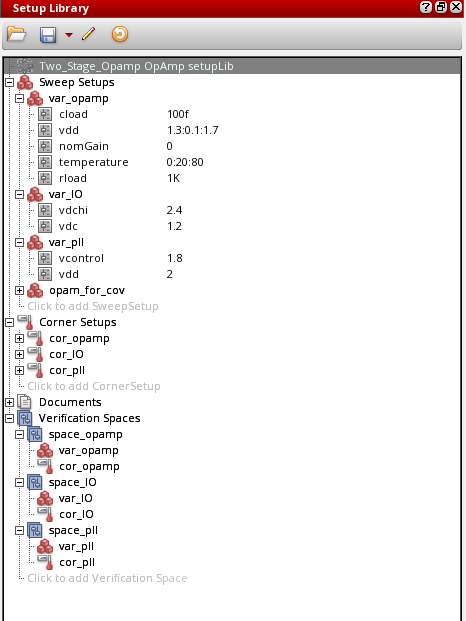 Setup Library
Two_Stage_Opamp OpAmp setupLib
Sweep Setups
var_opamp
cload 100f
vdd 1.3:0.1:1.7
nomGain 0
temperature 0:20:80
rload 1K
var_IO
vdchi 2.4
vdc 1.2
var_pll
vcontrol 1.8
vdd 2
opam_for_cov
Click to add SweepSetup
Corner Setups
cor_opamp
cor_IO
cor_pll
Click to add CornerSetup
Documents
Verification Spaces
space_opamp
var_opamp
cor_opamp
space_IO
var_IO
cor_IO
space_pll
var_pll
cor_pll
Click to add Verification Space